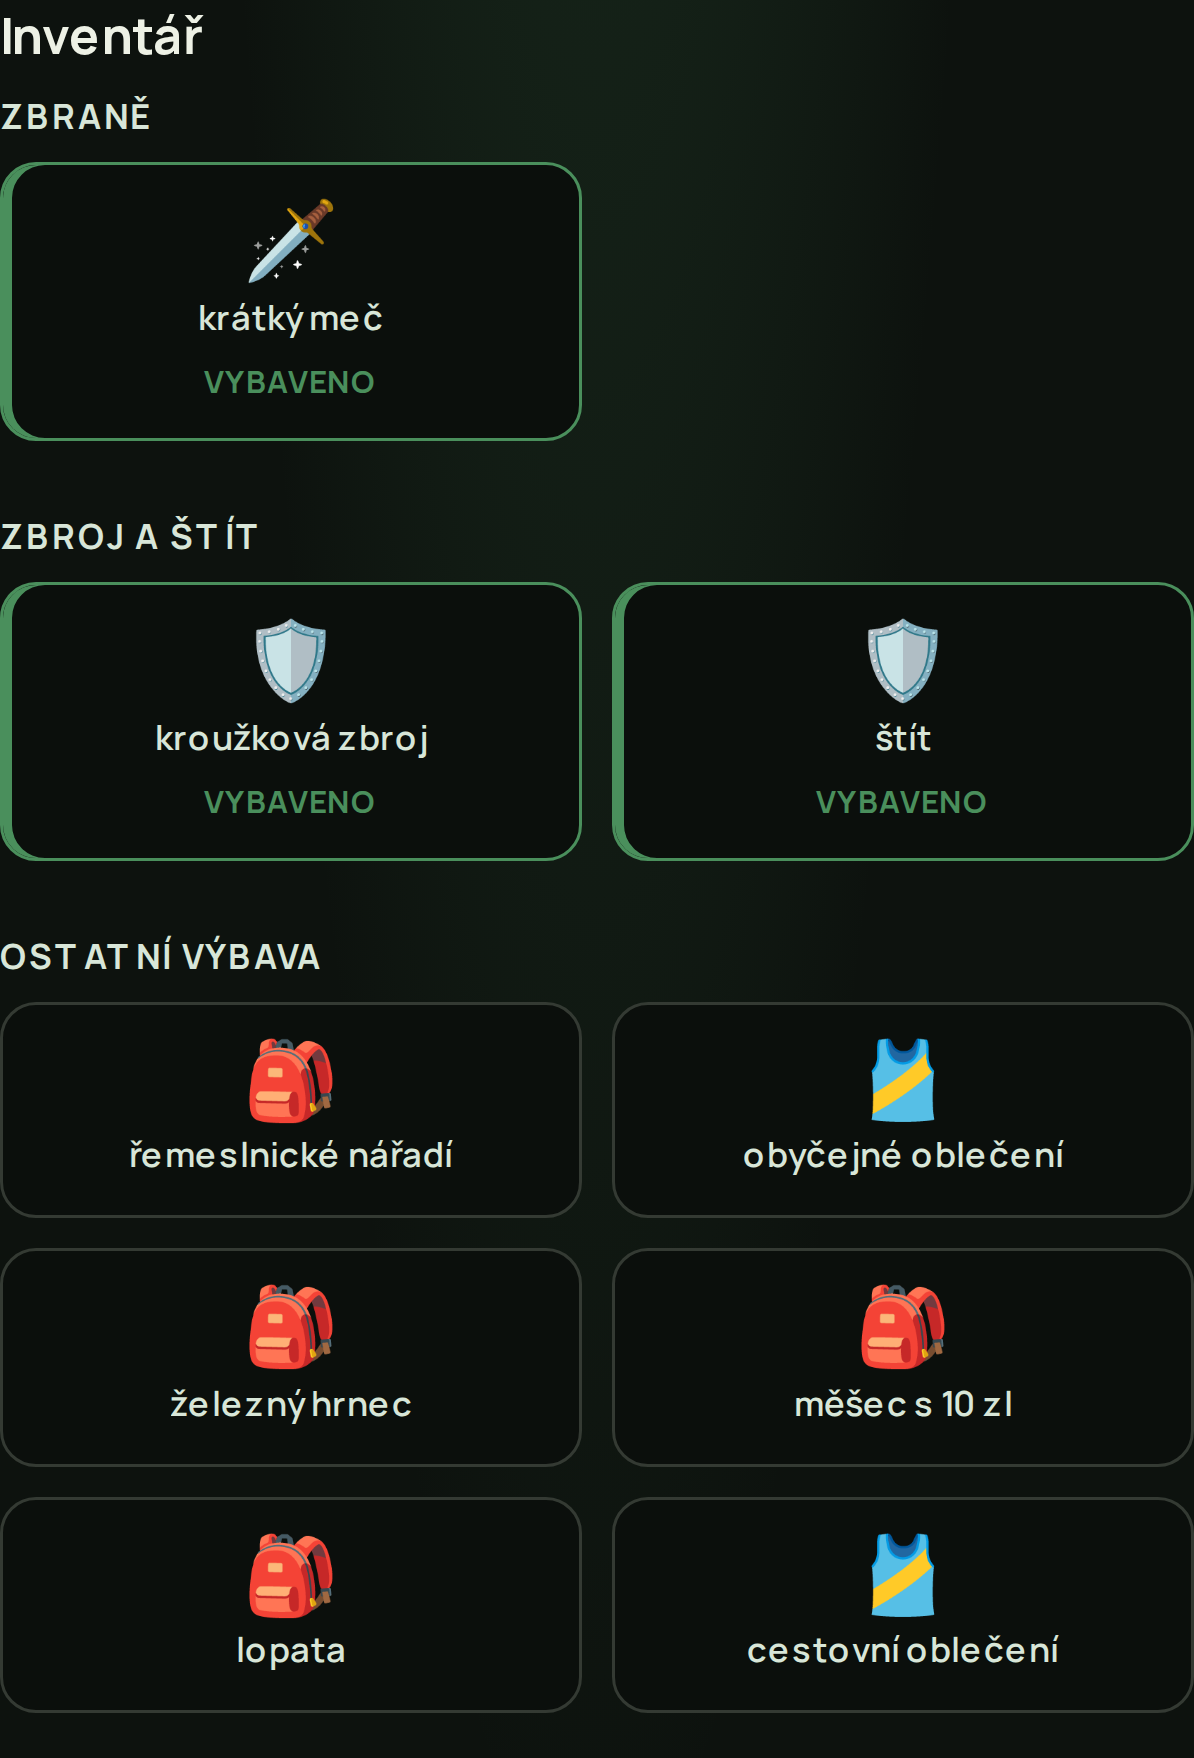 Inventář
ZBRANĚ
krátký meč
VYBAVENO
ZBROJ A ŠTÍT
kroužková zbroj
VYBAVENO
štít
VYBAVENO
OSTATNÍ VÝBAVA
řemeslnické nářadí
obyčejné oblečení
železný hrnec
měšec s 10 zl
lopata
cestovní oblečení